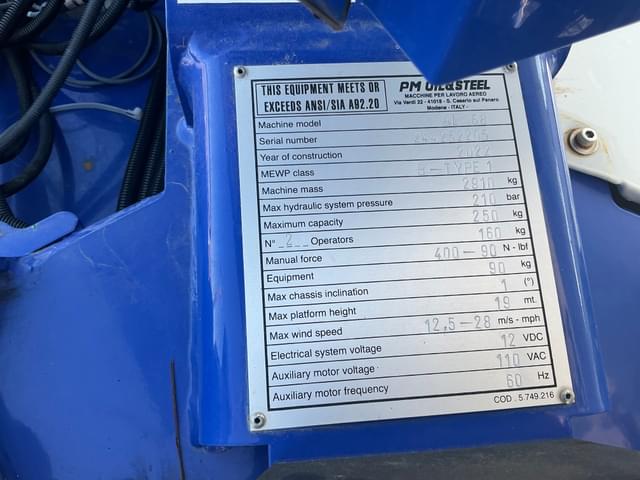 THIS EQUIPMENT MEETS OR
EXCEEDS ANSI/SIA A92.20
PM OIL&STEEL
MACCHINE PER LAVORO AEREO
Via Verdi 22 - 41018 - S. Cesario sul Panaro
Modena - ITALY -
Machine model
Serial number
Year of construction 2022
MEWP class - TYPE 1
Machine mass 2910 kg
Max hydraulic system pressure 210 bar
Maximum capacity 250 kg
N° 2 Operators 160 kg
Manual force 400-90 N - lbf
Equipment 90 kg
Max chassis inclination 1 (°)
Max platform height 19 mt.
Max wind speed 12,5-28 m/s - mph
Electrical system voltage 12 VDC
Auxiliary motor voltage 110 VAC
Auxiliary motor frequency 60 Hz
COD. 5.749.216